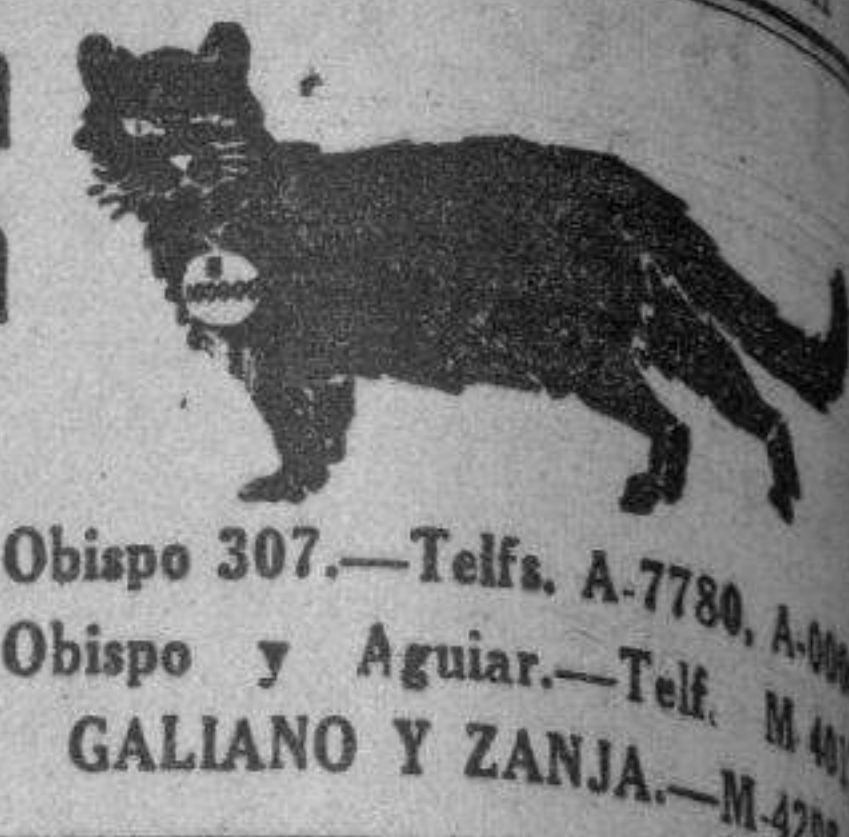 Obispo 307.—Telfs. A-7780,
Obispo y Aguiar.—Telf.
GALIANO Y ZANJA.—